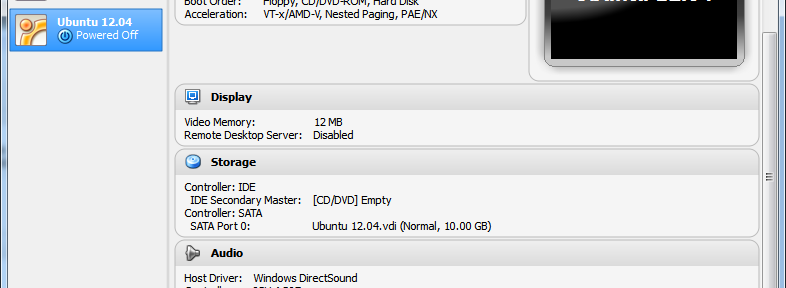 Ubuntu 12.04
Powered Off
Boot Order: Floppy, CD/DVD-ROM, Hard Disk
Acceleration: VT-x/AMD-V, Nested Paging, PAE/NX
Display
Video Memory: 12 MB
Remote Desktop Server: Disabled
Storage
Controller: IDE
IDE Secondary Master: [CD/DVD] Empty
Controller: SATA
SATA Port 0: Ubuntu 12.04.vdi (Normal, 10.00 GB)
Audio
Host Driver: Windows DirectSound